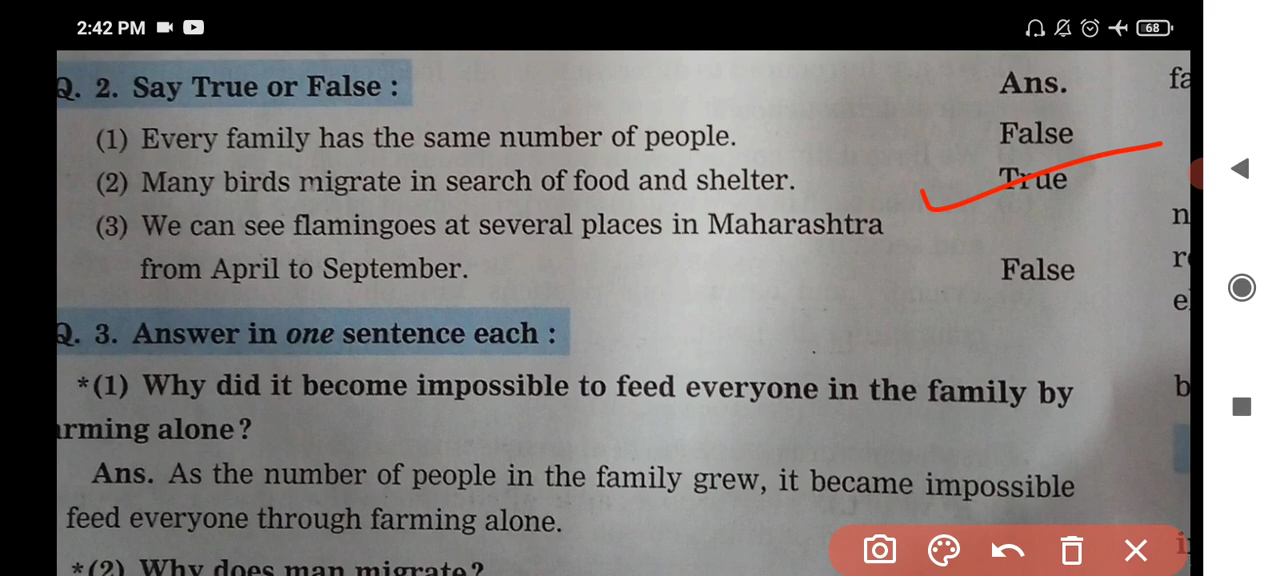 2:42 PM
68
Q. 2. Say True or False :
Ans.
(1) Every family has the same number of people.
False
(2) Many birds migrate in search of food and shelter.
True
(3) We can see flamingoes at several places in Maharashtra
from April to September.
False
Q. 3. Answer in one sentence each :
*(1) Why did it become impossible to feed everyone in the family by
arming alone?
Ans. As the number of people in the family grew, it became impossible
feed everyone through farming alone.
*(2) Why does man migrate?